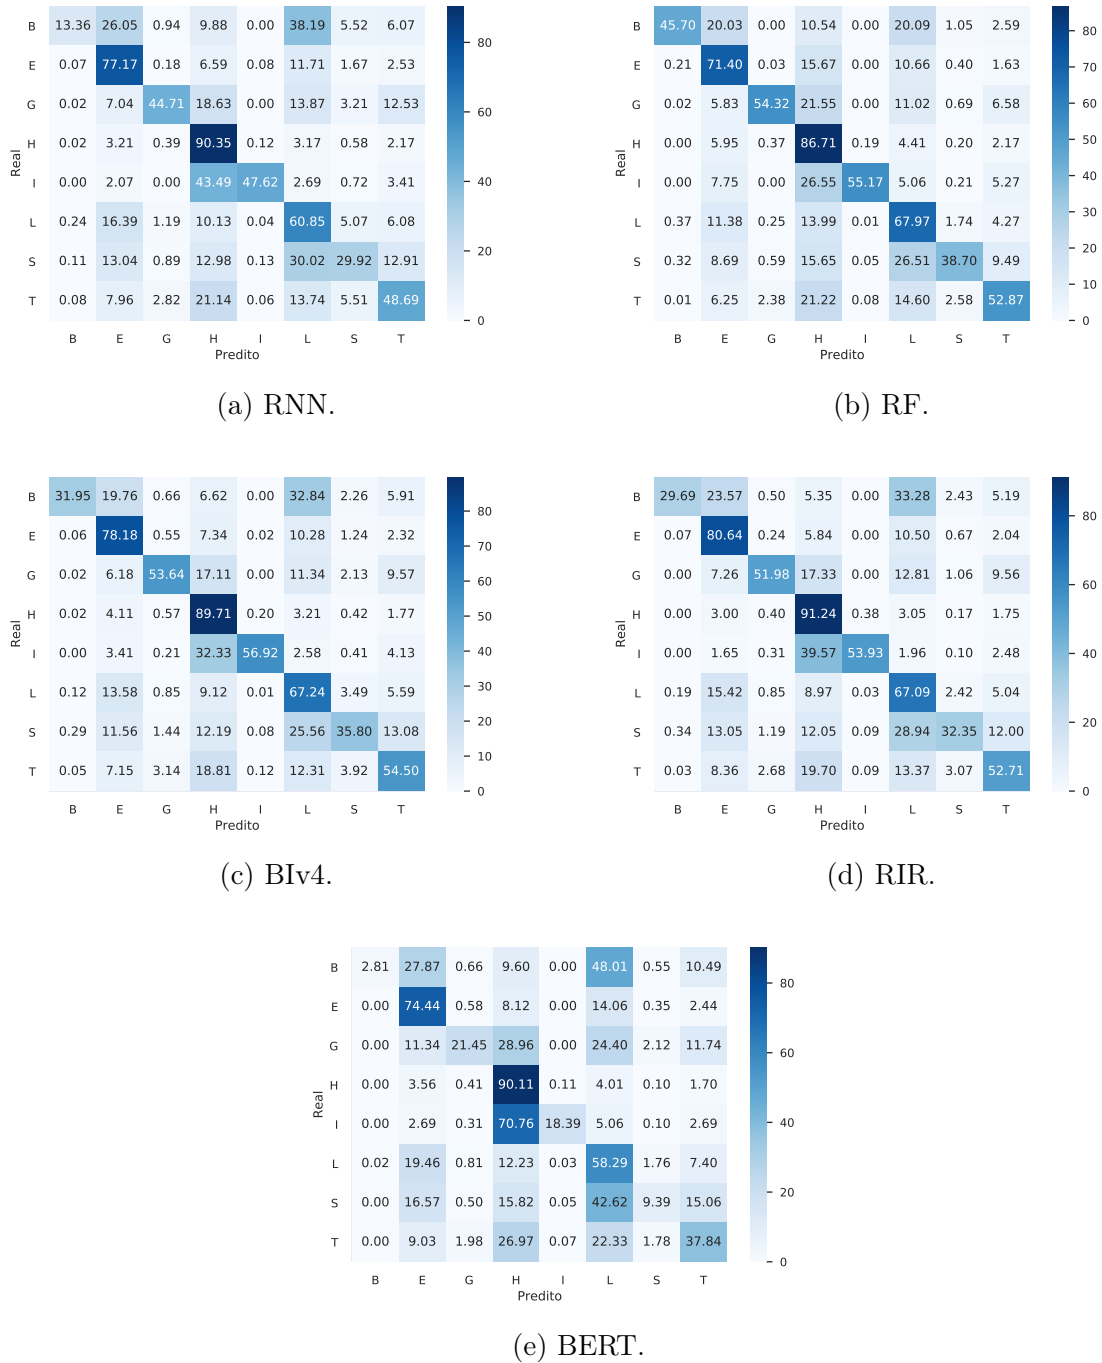 B 13.36 26.05 0.94 9.88 0.00 38.19 5.52 6.07
E 0.07 77.17 0.18 6.59 0.08 11.71 1.67 2.53
G 0.02 7.04 44.71 18.63 0.00 13.87 3.21 12.53
H 0.02 3.21 0.39 90.35 0.12 3.17 0.58 2.17
I 0.00 2.07 0.00 43.49 47.62 2.69 0.72 3.41
L 0.24 16.39 1.19 10.13 0.04 60.85 5.07 6.08
S 0.11 13.04 0.89 12.98 0.13 30.02 29.92 12.91
T 0.08 7.96 2.82 21.14 0.06 13.74 5.51 48.69
B E G H I L S T
Real
Predito
80
60
40
20
0
(a) RNN.
B 45.70 20.03 0.00 10.54 0.00 20.09 1.05 2.59
E 0.21 71.40 0.03 15.67 0.00 10.66 0.40 1.63
G 0.02 5.83 54.32 21.55 0.00 11.02 0.69 6.58
H 0.00 5.95 0.37 86.71 0.19 4.41 0.20 2.17
I 0.00 7.75 0.00 26.55 55.17 5.06 0.21 5.27
L 0.37 11.38 0.25 13.99 0.01 67.97 1.74 4.27
S 0.32 8.69 0.59 15.65 0.05 26.51 38.70 9.49
T 0.01 6.25 2.38 21.22 0.08 14.60 2.58 52.87
B E G H I L S T
Real
Predito
80
70
60
50
40
30
20
10
0
(b) RF.
B 31.95 19.76 0.66 6.62 0.00 32.84 2.26 5.91
E 0.06 78.18 0.55 7.34 0.02 10.28 1.24 2.32
G 0.02 6.18 53.64 17.11 0.00 11.34 2.13 9.57
H 0.02 4.11 0.57 89.71 0.20 3.21 0.42 1.77
I 0.00 3.41 0.21 32.33 56.92 2.58 0.41 4.13
L 0.12 13.58 0.85 9.12 0.01 67.24 3.49 5.59
S 0.29 11.56 1.44 12.19 0.08 25.56 35.80 13.08
T 0.05 7.15 3.14 18.81 0.12 12.31 3.92 54.50
B E G H I L S T
Real
Predito
80
70
60
50
40
30
20
10
0
(c) BIv4.
B 29.69 23.57 0.50 5.35 0.00 33.28 2.43 5.19
E 0.07 80.64 0.24 5.84 0.00 10.50 0.67 2.04
G 0.00 7.26 51.98 17.33 0.00 12.81 1.06 9.56
H 0.00 3.00 0.40 91.24 0.38 3.05 0.17 1.75
I 0.00 1.65 0.31 39.57 53.93 1.96 0.10 2.48
L 0.19 15.42 0.85 8.97 0.03 67.09 2.42 5.04
S 0.34 13.05 1.19 12.05 0.09 28.94 32.35 12.00
T 0.03 8.36 2.68 19.70 0.09 13.37 3.07 52.71
B E G H I L S T
Real
Predito
80
60
40
20
0
(d) RIR.
B 2.81 27.87 0.66 9.60 0.00 48.01 0.55 10.49
E 0.00 74.44 0.58 8.12 0.00 14.06 0.35 2.44
G 0.00 11.34 21.45 28.96 0.00 24.40 2.12 11.74
H 0.00 3.56 0.41 90.11 0.11 4.01 0.10 1.70
I 0.00 2.69 0.31 70.76 18.39 5.06 0.10 2.69
L 0.02 19.46 0.81 12.23 0.03 58.29 1.76 7.40
S 0.00 16.57 0.50 15.82 0.05 42.62 9.39 15.06
T 0.00 9.03 1.98 26.97 0.07 22.33 1.78 37.84
B E G H I L S T
Real
Predito
80
60
40
20
0
(e) BERT.